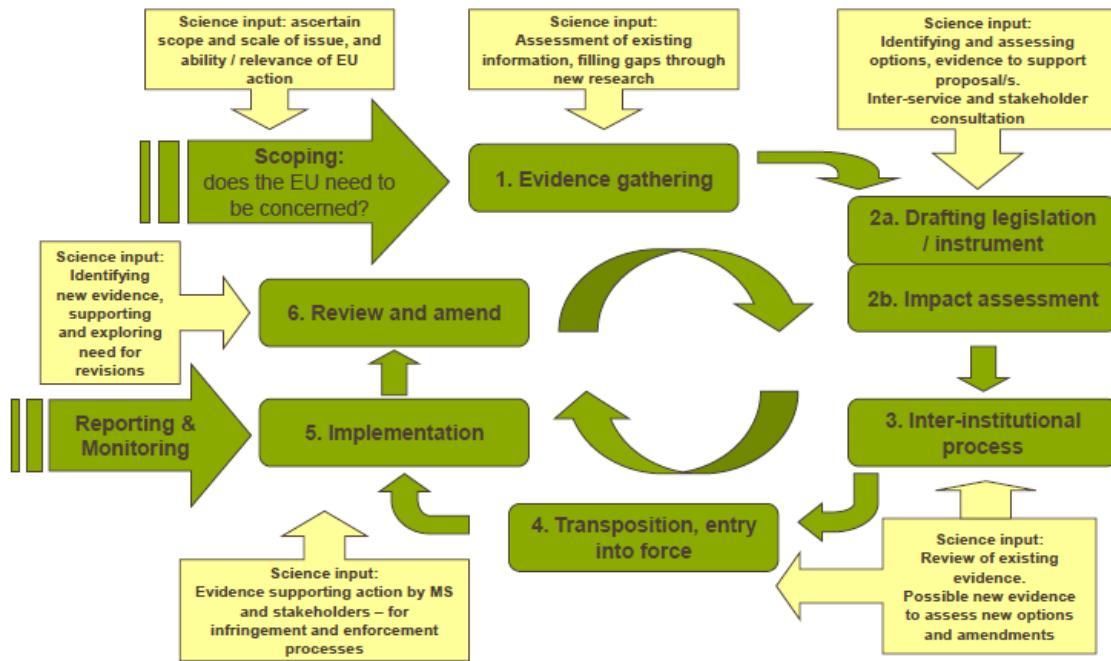 Science input: ascertain
scope and scale of issue, and
ability / relevance of EU
action
Science input:
Assessment of existing
information, filling gaps through
new research
Science input:
Identifying and assessing
options, evidence to support
proposal/s.
Inter-service and stakeholder
consultation
Scoping:
does the EU need to
be concerned?
1. Evidence gathering
2a. Drafting legislation
/ instrument
2b. Impact assessment
Science input:
Identifying
new evidence,
supporting
and exploring
need for
revisions
6. Review and amend
Reporting &
Monitoring
5. Implementation
3. Inter-institutional
process
4. Transposition, entry
into force
Science input:
Evidence supporting action by MS
and stakeholders – for
infringement and enforcement
processes
Science input:
Review of existing
evidence.
Possible new evidence
to assess new options
and amendments